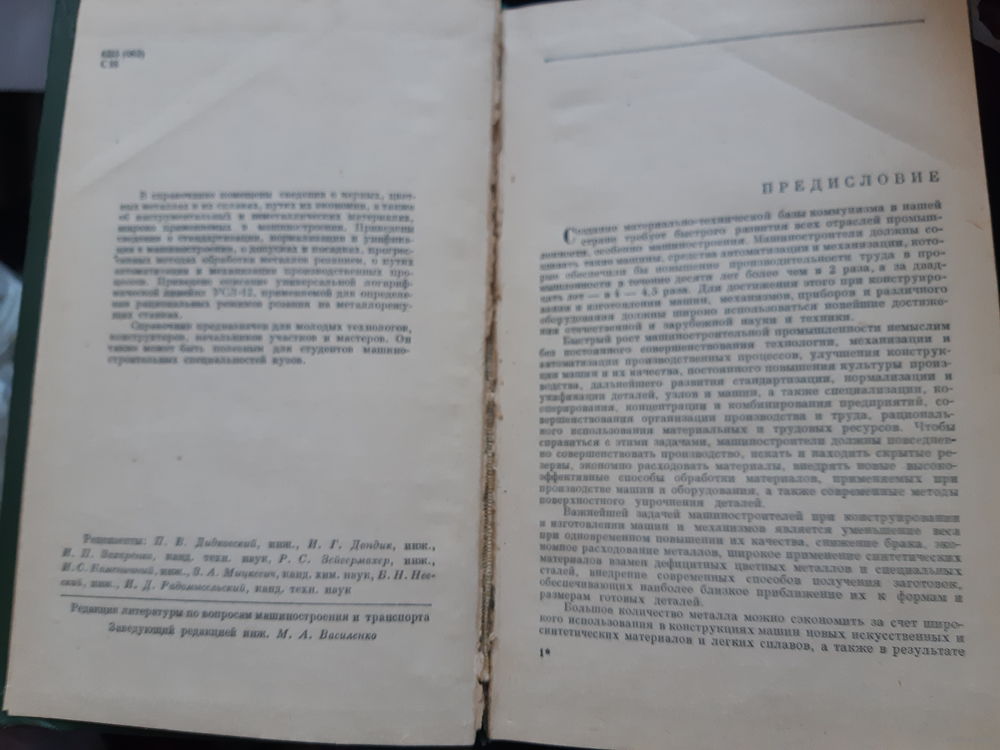 6П5 (083)
С 16
В справочнике помещены сведения о черных, цвет-
ных металлах и их сплавах, путях их экономии, а также
об инструментальных и неметаллических материалах,
широко применяемых в машиностроении. Приведены
сведения о стандартизации, нормализации и унифика-
ции в машиностроении, о допусках и посадках, прогрес-
сивных методах обработки металлов резанием, о путях
автоматизации и механизации производственных про-
цессов. Приведено описание универсальной логариф-
мической линейки применяемой для определе-
ния рациональных режимов резания на металлорежу-
щих станках.
Справочник предназначен для молодых технологов,
конструкторов, начальников участков и мастеров. Он
также может быть полезным для студентов машино-
строительных специальностей вузов.
Рецензенты: П. В. Дидковский, инж., И. Г. Дондик, инж.,
И. П. Захаренко, канд. техн. наук, Р. С. Вейсермахер, инж.,
И. С. Каменичный, инж., В. А. Мацкевич, канд. хим. наук, Б. Н. Нев-
ский, инж., И. Д. Радомысельский, канд. техн. наук
Редакция литературы по вопросам машиностроения и транспорта
Заведующий редакцией инж. М. А. Василенко
ПРЕДИСЛОВИЕ
Создание материально-технической базы коммунизма в нашей
стране требует быстрого развития всех отраслей промыш-
ленности, особенно машиностроения. Машиностроители должны со-
здавать такие машины, средства автоматизации и механизации, кото-
рые обеспечили бы повышение производительности труда в про-
мышленности в течение десяти лет более чем в 2 раза, а за двад-
цать лет — в 4 — 4,5 раза. Для достижения этого при конструиро-
вании и изготовлении машин, механизмов, приборов и различного
оборудования должны широко использоваться новейшие достиже-
ния отечественной и зарубежной науки и техники.
Быстрый рост машиностроительной промышленности немыслим
без постоянного совершенствования технологии, механизации и
автоматизации производственных процессов, улучшения конструк-
ции машин и их качества, постоянного повышения культуры произ-
водства, дальнейшего развития стандартизации, нормализации и
унификации деталей, узлов и машин, а также специализации, ко-
оперирования, концентрации и комбинирования предприятий, со-
вершенствования организации производства и труда, рациональ-
ного использования материальных и трудовых ресурсов. Чтобы
справиться с этими задачами, машиностроители должны повседнев-
но совершенствовать производство, искать и находить скрытые ре-
зервы, экономно расходовать материалы, внедрять новые высоко-
эффективные способы обработки материалов, применяемых при
производстве машин и оборудования, а также современные методы
поверхностного упрочнения деталей.
Важнейшей задачей машиностроителей при конструировании
и изготовлении машин и механизмов является уменьшение веса
при одновременном повышении их качества, снижение брака, эко-
номное расходование металлов, широкое применение синтетических
материалов взамен дефицитных цветных металлов и специальных
сталей, внедрение современных способов получения заготовок,
обеспечивающих наиболее близкое приближение их к формам и
размерам готовых деталей.
Большое количество металла можно сэкономить за счет широ-
кого использования в конструкциях машин новых искусственных и
синтетических материалов и легких сплавов, а также в результате
1*